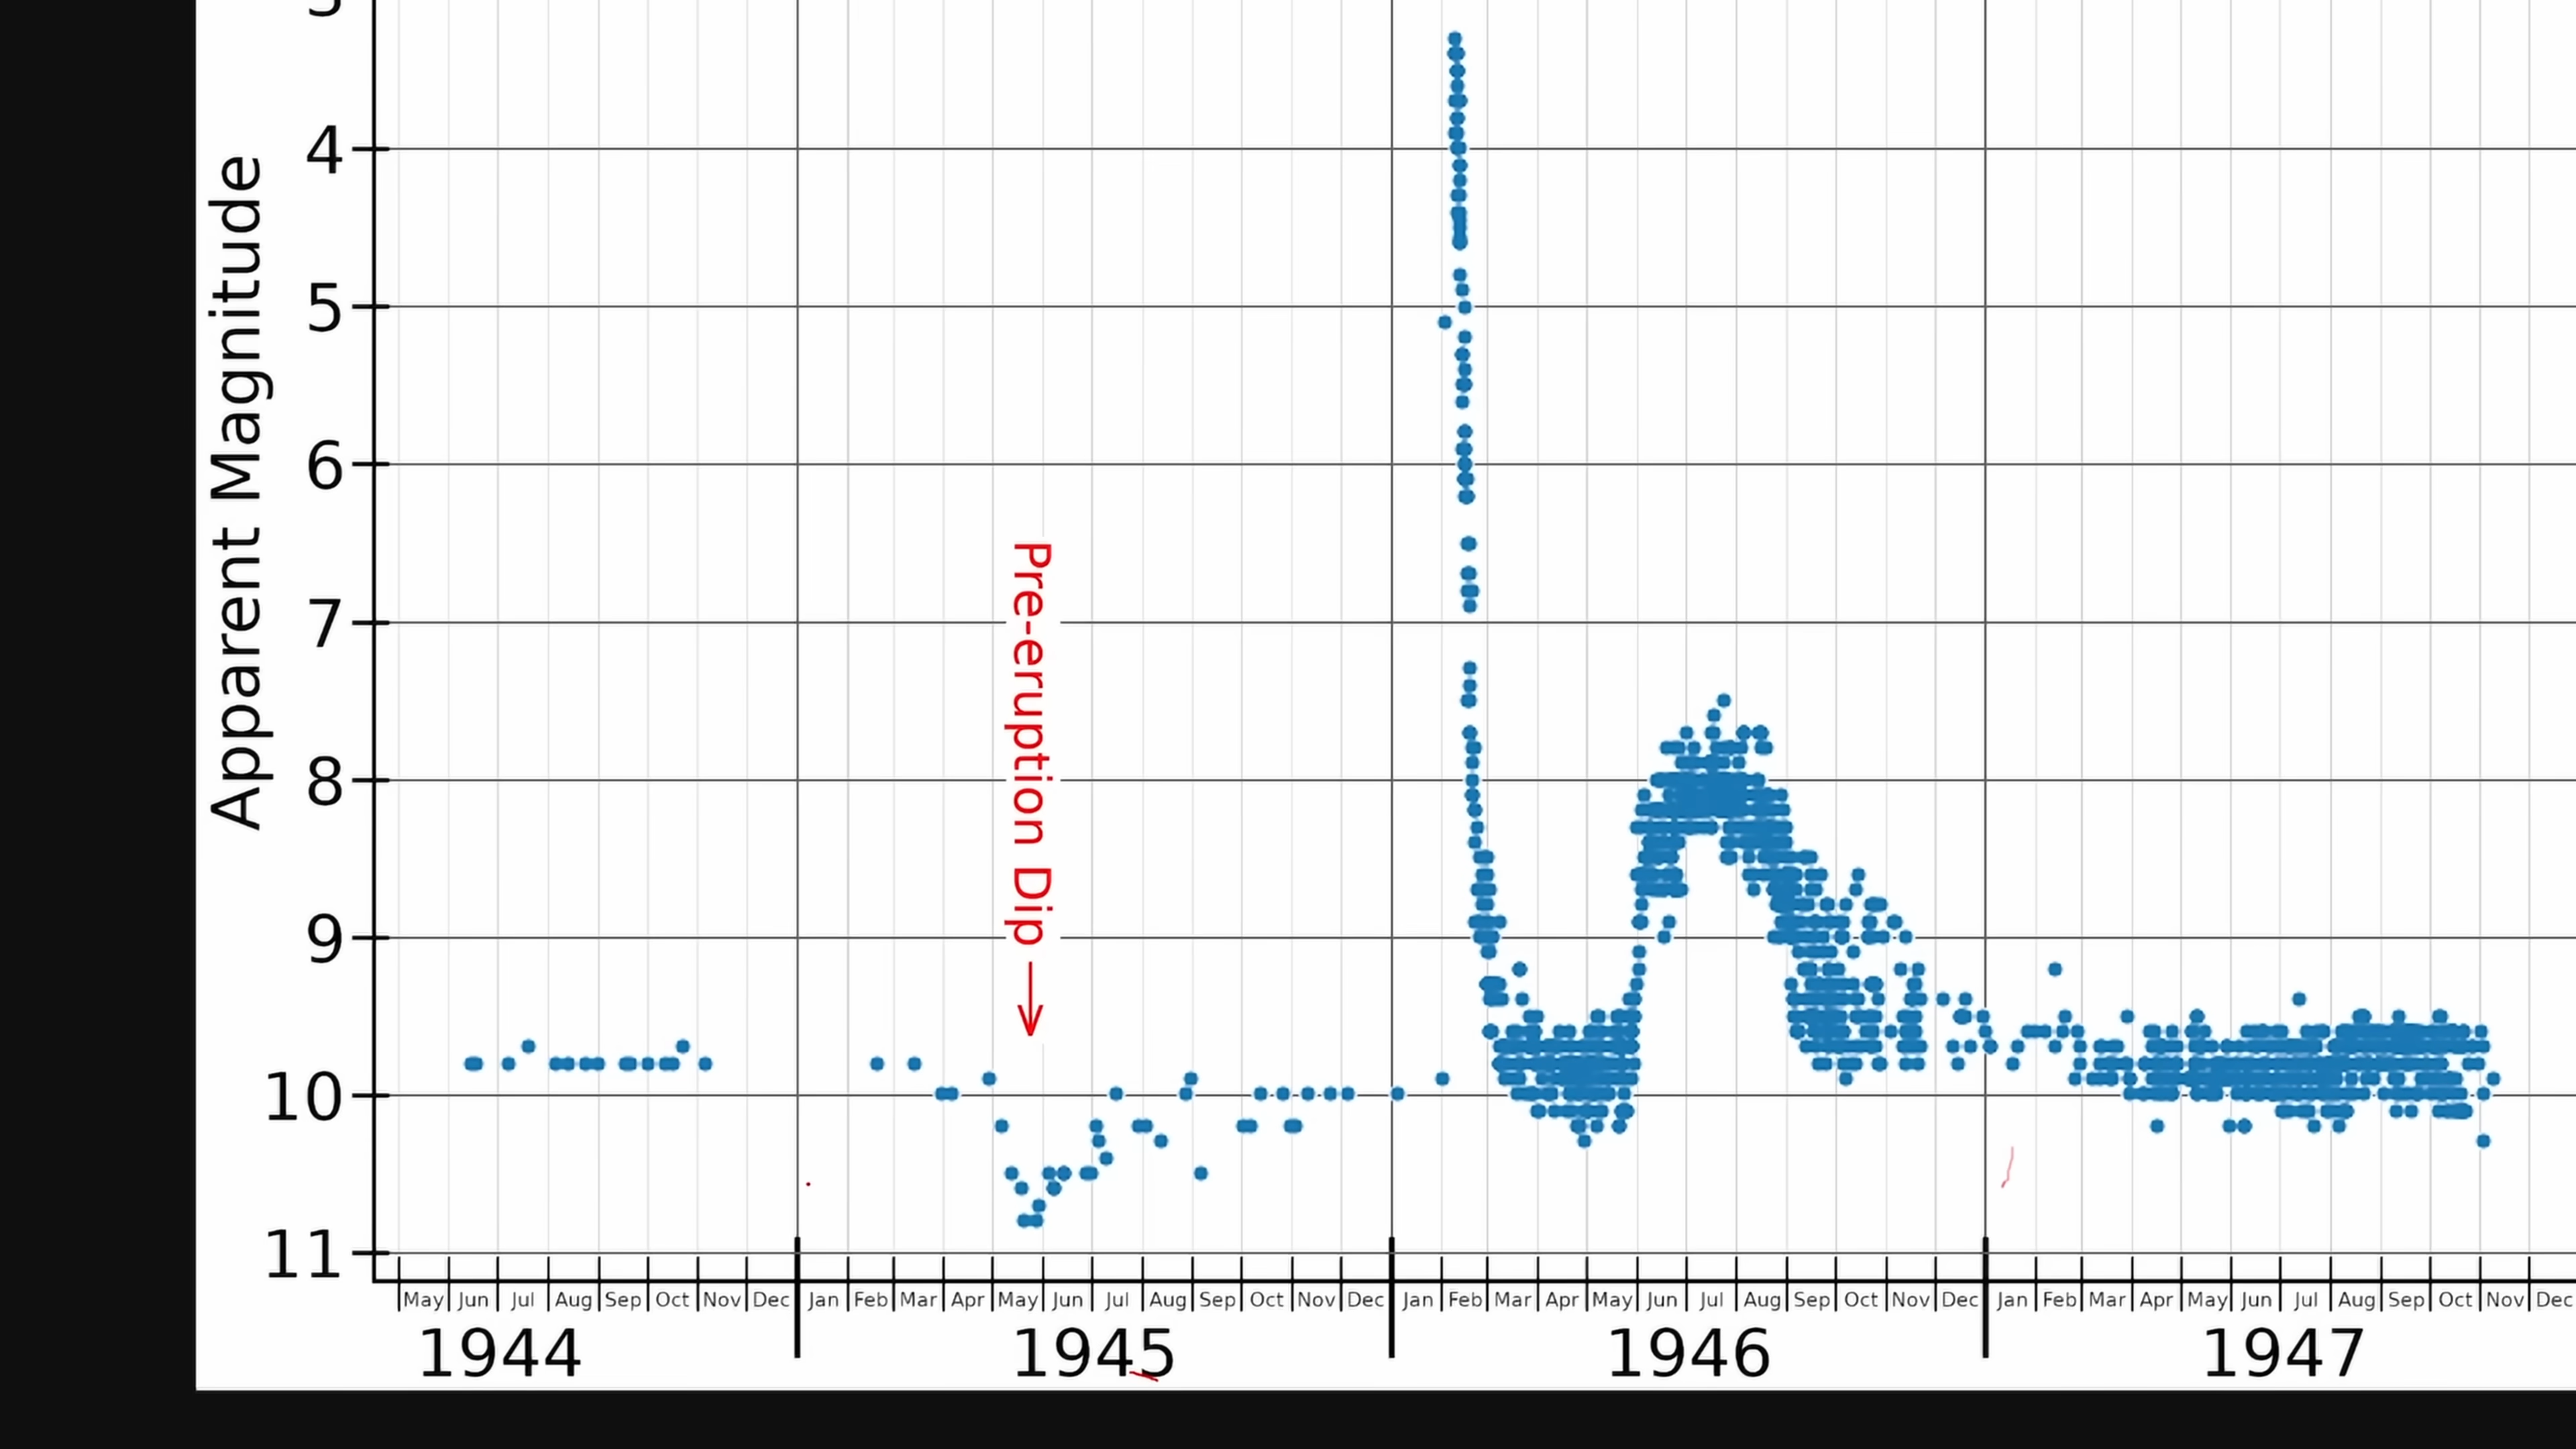 3
4
5
6
7
8
9
10
11
Apparent Magnitude
Pre-eruption Dip
May Jun Jul Aug Sep Oct Nov Dec Jan Feb Mar Apr May Jun Jul Aug Sep Oct Nov Dec Jan Feb Mar Apr May Jun Jul Aug Sep Oct Nov Dec Jan Feb Mar Apr May Jun Jul Aug Sep Oct Nov Dec
1944 1945 1946 1947